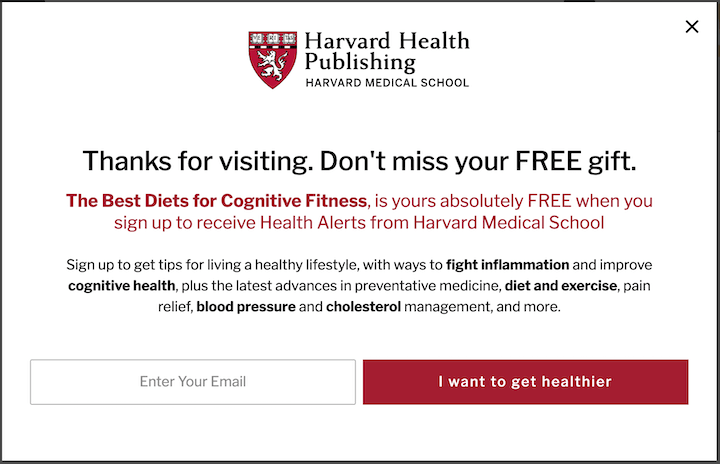 Harvard Health
Publishing
HARVARD MEDICAL SCHOOL
Thanks for visiting. Don't miss your FREE gift.
The Best Diets for Cognitive Fitness, is yours absolutely FREE when you
sign up to receive Health Alerts from Harvard Medical School
Sign up to get tips for living a healthy lifestyle, with ways to fight inflammation and improve
cognitive health, plus the latest advances in preventative medicine, diet and exercise, pain
relief, blood pressure and cholesterol management, and more.
Enter Your Email
I want to get healthier